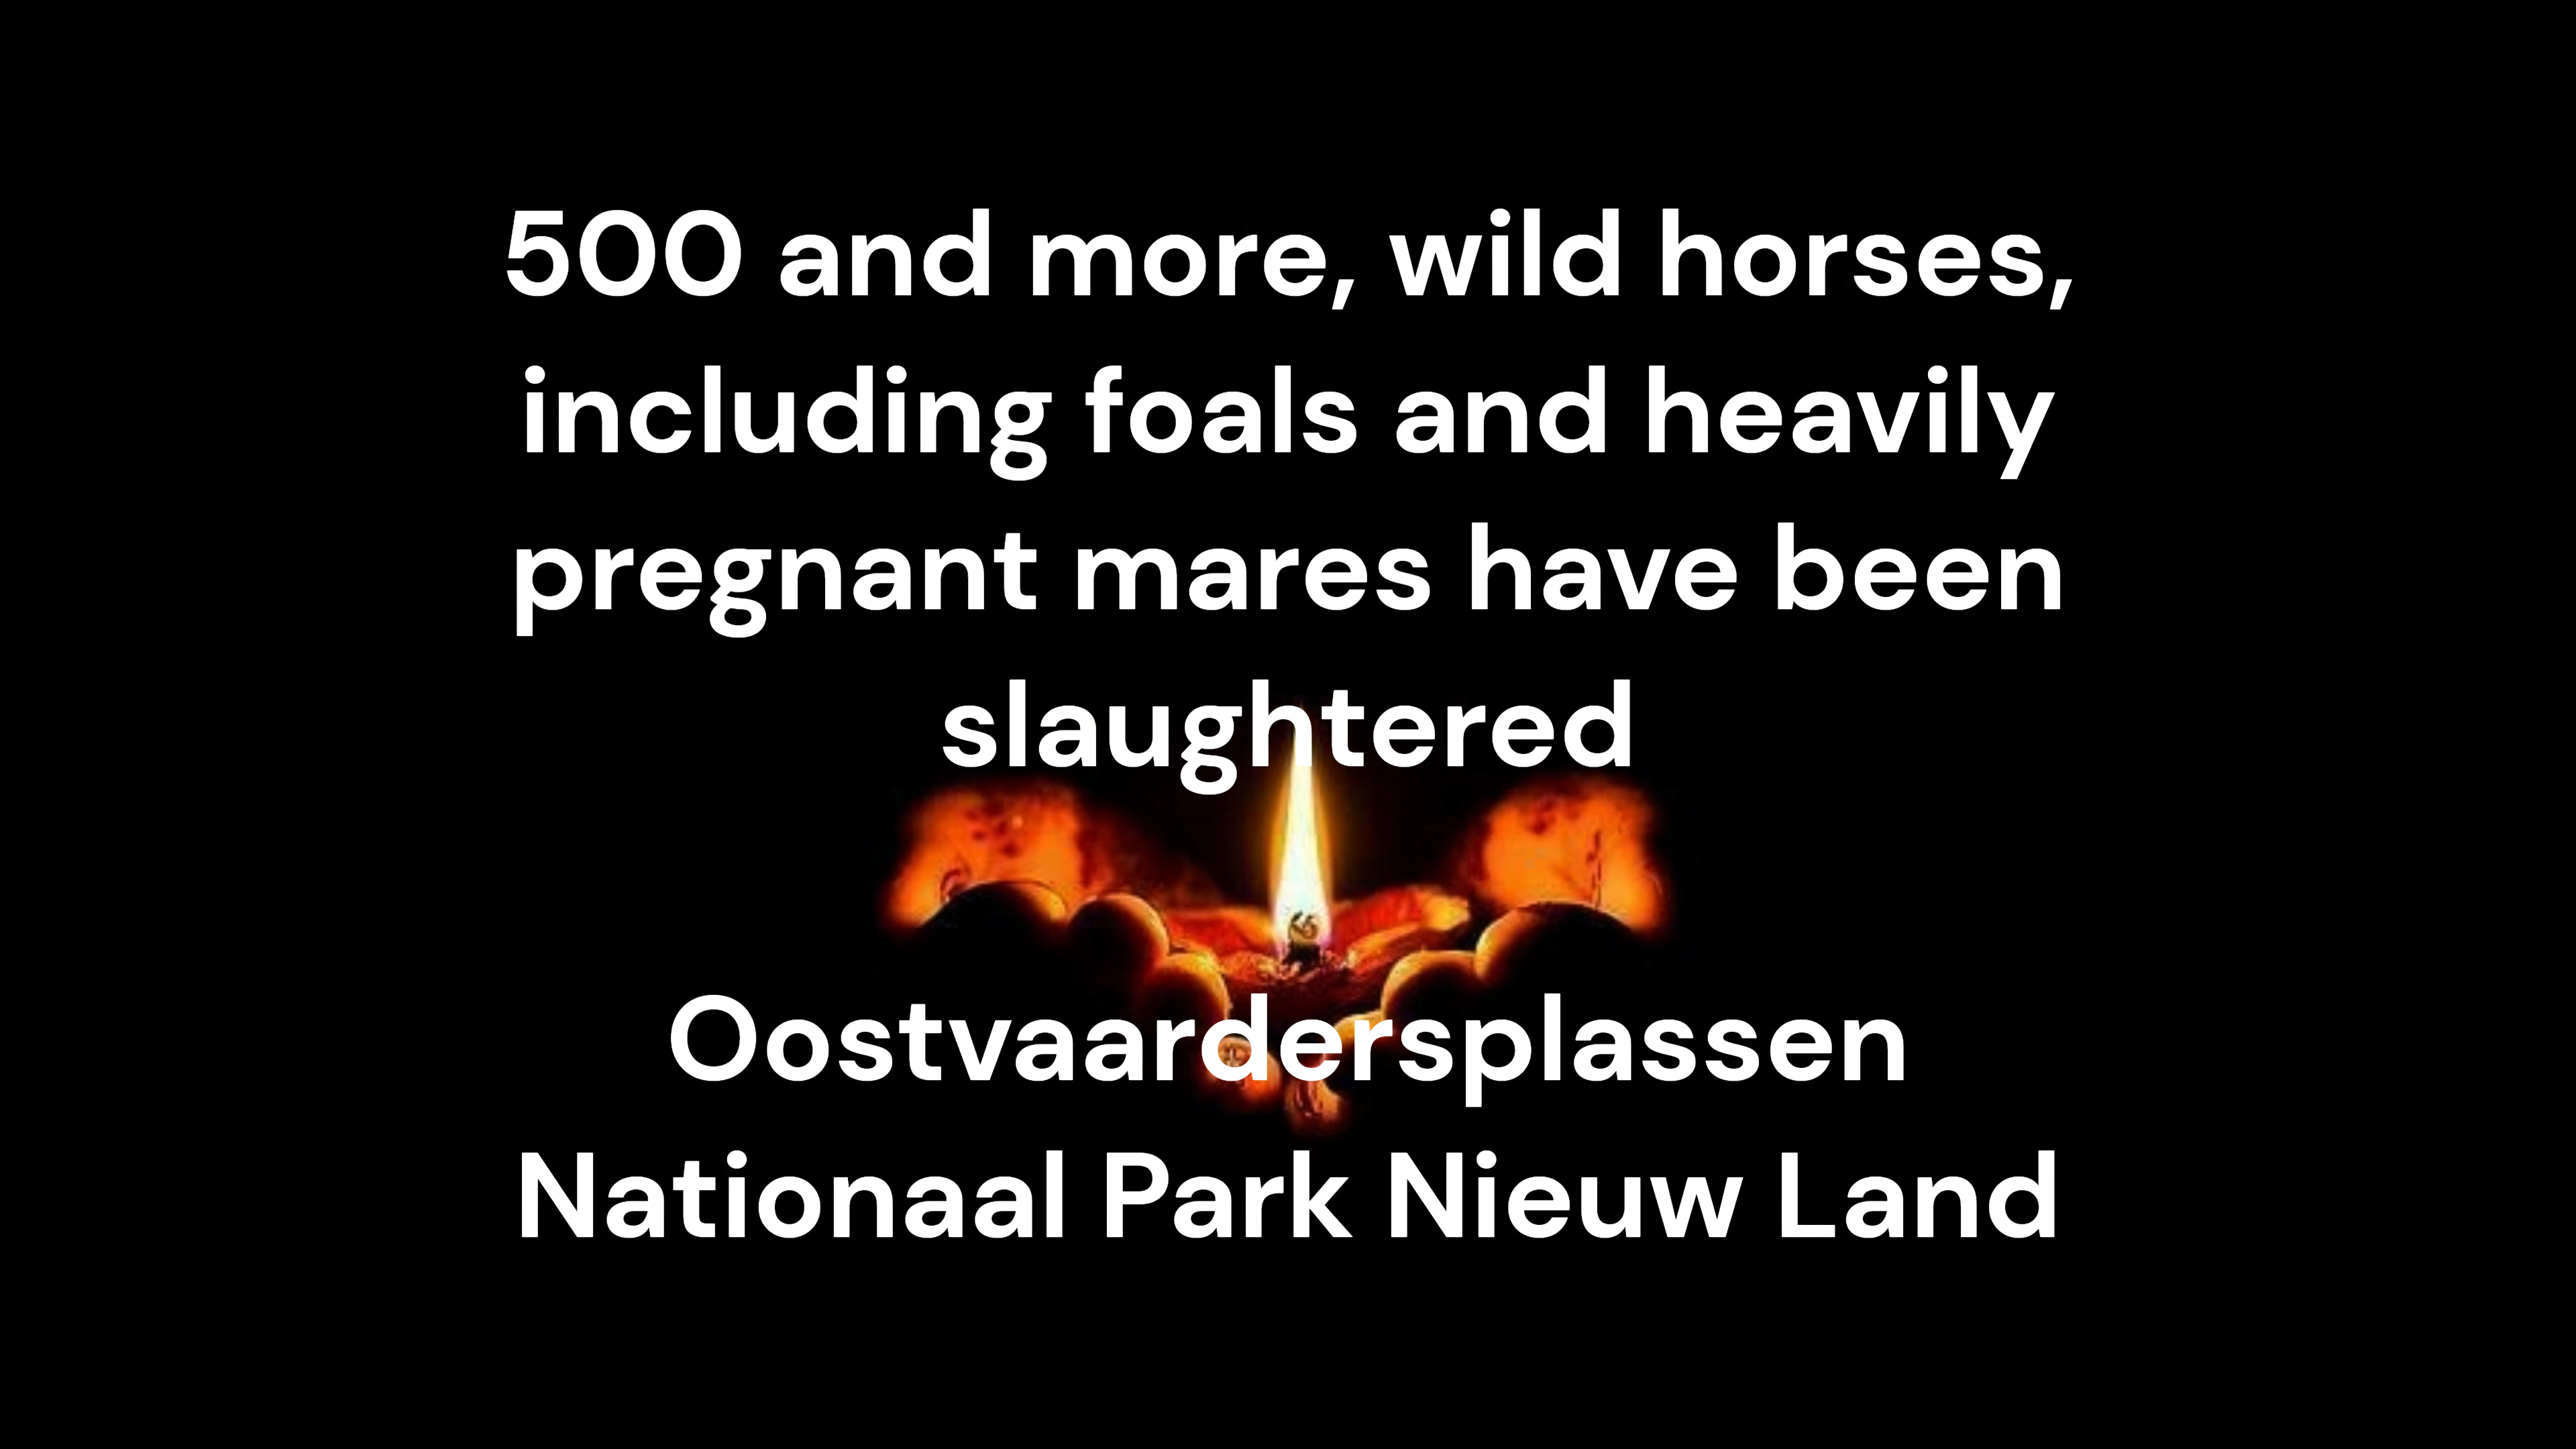 500 and more, wild horses,
including foals and heavily
pregnant mares have been
slaughtered
Oostvaardersplassen
Nationaal Park Nieuw Land